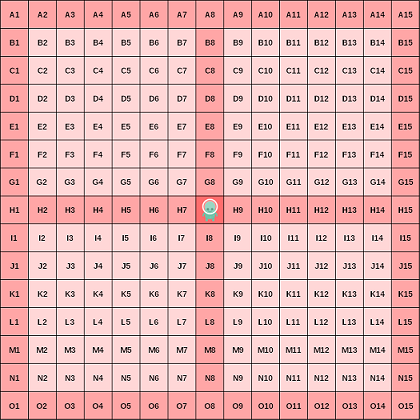 A1 A2 A3 A4 A5 A6 A7 A8 A9 A10 A11 A12 A13 A14 A15
B1 B2 B3 B4 B5 B6 B7 B8 B9 B10 B11 B12 B13 B14 B15
C1 C2 C3 C4 C5 C6 C7 C8 C9 C10 C11 C12 C13 C14 C15
D1 D2 D3 D4 D5 D6 D7 D8 D9 D10 D11 D12 D13 D14 D15
E1 E2 E3 E4 E5 E6 E7 E8 E9 E10 E11 E12 E13 E14 E15
F1 F2 F3 F4 F5 F6 F7 F8 F9 F10 F11 F12 F13 F14 F15
G1 G2 G3 G4 G5 G6 G7 G8 G9 G10 G11 G12 G13 G14 G15
H1 H2 H3 H4 H5 H6 H7 H9 H10 H11 H12 H13 H14 H15
I1 I2 I3 I4 I5 I6 I7 I8 I9 I10 I11 I12 I13 I14 I15
J1 J2 J3 J4 J5 J6 J7 J8 J9 J10 J11 J12 J13 J14 J15
K1 K2 K3 K4 K5 K6 K7 K8 K9 K10 K11 K12 K13 K14 K15
L1 L2 L3 L4 L5 L6 L7 L8 L9 L10 L11 L12 L13 L14 L15
M1 M2 M3 M4 M5 M6 M7 M8 M9 M10 M11 M12 M13 M14 M15
N1 N2 N3 N4 N5 N6 N7 N8 N9 N10 N11 N12 N13 N14 N15
O1 O2 O3 O4 O5 O6 O7 O8 O9 O10 O11 O12 O13 O14 O15